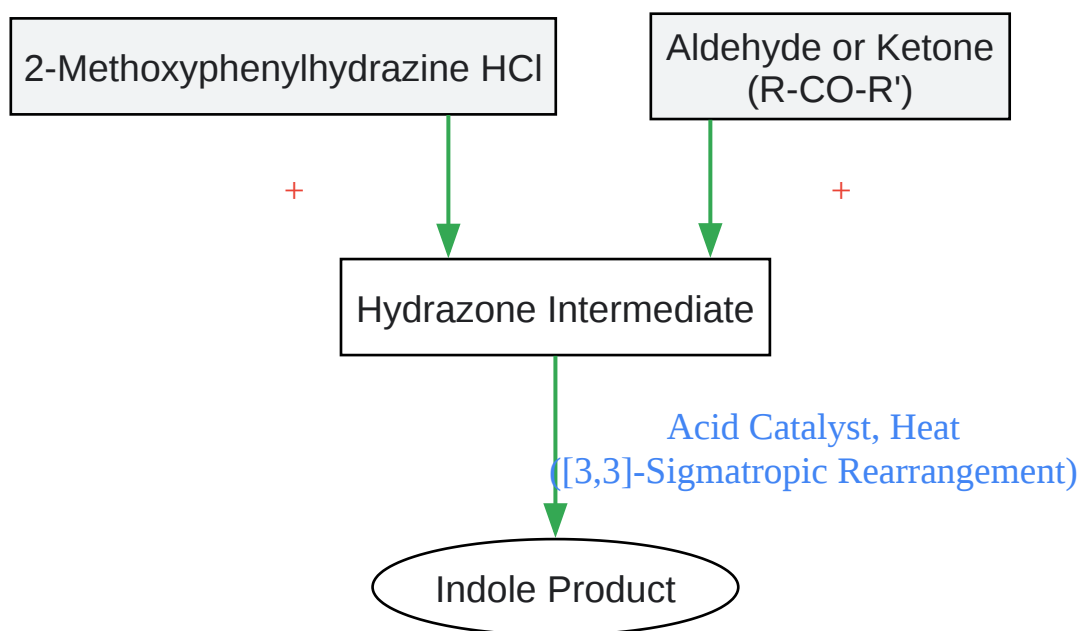 2-Methoxyphenylhydrazine HCl
Aldehyde or Ketone
(R-CO-R')
+
+
Hydrazone Intermediate
Acid Catalyst, Heat
([3,3]-Sigmatropic Rearrangement)
Indole Product